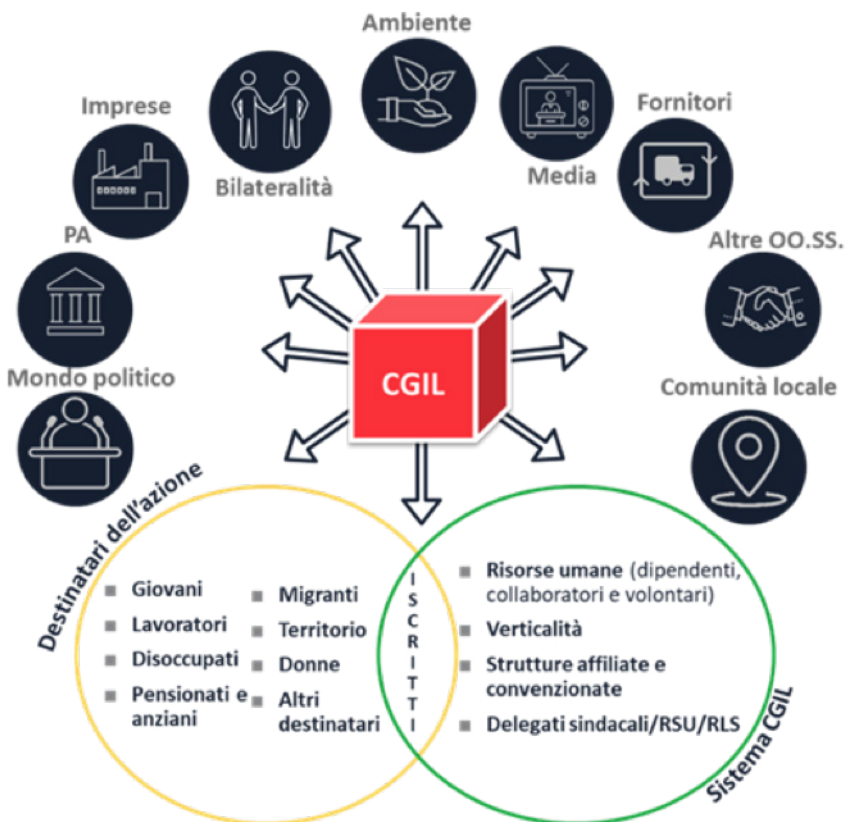 Ambiente
Imprese
Fornitori
Bilateralità
Media
PA
Altre OO.SS.
Mondo politico
CGIL
Comunità locale
Destinatari dell'azione
Giovani
Lavoratori
Disoccupati
Pensionati e
anziani
Migranti
Territorio
Donne
Altri
destinatari
ISCRITTI
Risorse umane (dipendenti,
collaboratori e volontari)
Verticalità
Strutture affiliate e
convenzionate
Delegati sindacali/RSU/RLS
Sistema CGIL